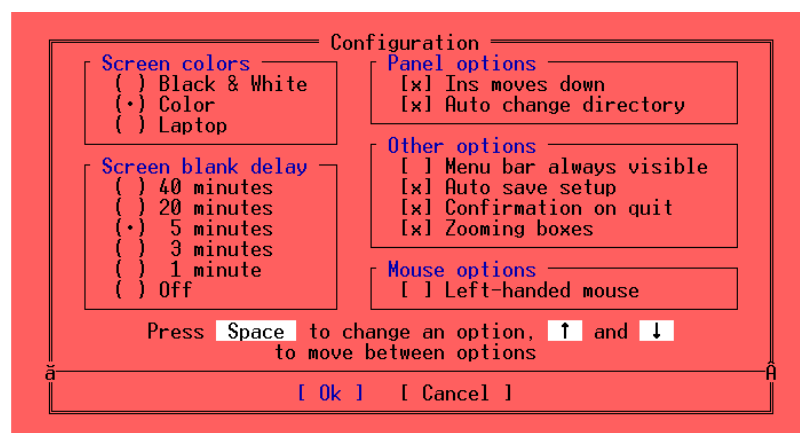 Configuration
Screen colors
( ) Black & White
(•) Color
( ) Laptop
Screen blank delay
( ) 40 minutes
( ) 20 minutes
(•)  5 minutes
( )  3 minutes
( )  1 minute
( ) Off
Panel options
[x] Ins moves down
[x] Auto change directory
Other options
[ ] Menu bar always visible
[x] Auto save setup
[x] Confirmation on quit
[x] Zooming boxes
Mouse options
[ ] Left-handed mouse
Press Space to change an option, ↑ and ↓
to move between options
ă Â
[ Ok ] [ Cancel ]